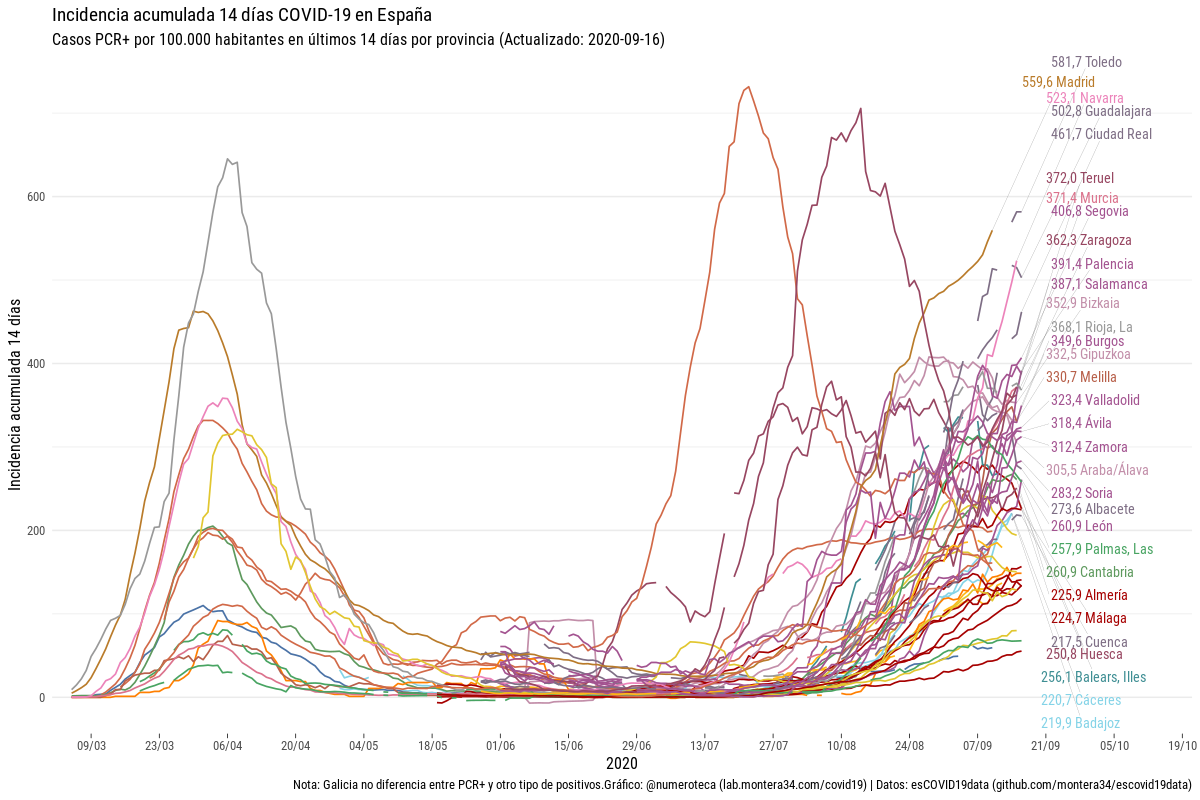 Incidencia acumulada 14 días COVID-19 en España
Casos PCR+ por 100.000 habitantes en últimos 14 días por provincia (Actualizado: 2020-09-16)
581,7 Toledo
559,6 Madrid
523,1 Navarra
502,8 Guadalajara
461,7 Ciudad Real
372,0 Teruel
371,4 Murcia
406,8 Segovia
362,3 Zaragoza
391,4 Palencia
387,1 Salamanca
352,9 Bizkaia
368,1 Rioja, La
349,6 Burgos
332,5 Gipuzkoa
330,7 Melilla
323,4 Valladolid
318,4 Ávila
312,4 Zamora
305,5 Araba/Álava
283,2 Soria
273,6 Albacete
260,9 León
257,9 Palmas, Las
260,9 Cantabria
225,9 Almería
224,7 Málaga
217,5 Cuenca
250,8 Huesca
256,1 Balears, Illes
220,7 Cáceres
219,9 Badajoz
Incidencia acumulada 14 días
600
400
200
0
09/03 23/03 06/04 20/04 04/05 18/05 01/06 15/06 29/06 13/07 27/07 10/08 24/08 07/09 21/09 05/10 19/10
2020
Nota: Galicia no diferencia entre PCR+ y otro tipo de positivos.Gráfico: @numeroteca (lab.montera34.com/covid19) | Datos: esCOVID19data (github.com/montera34/escovid19data)